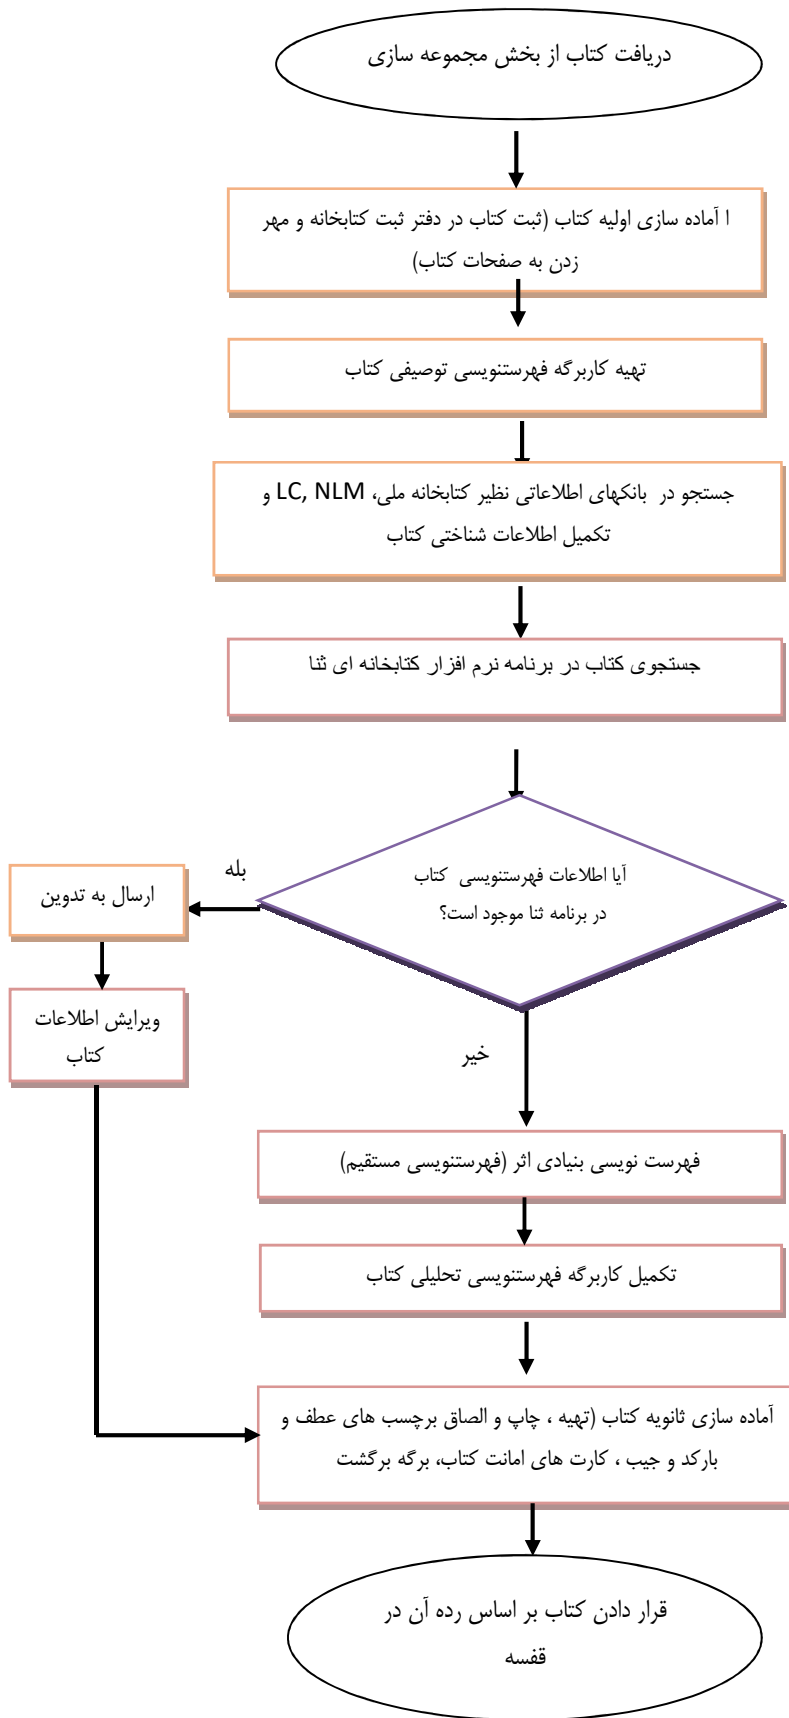 دریافت کتاب از بخش مجموعه سازی
ا آماده سازی اولیه کتاب (ثبت کتاب در دفتر ثبت کتابخانه و مهر
زدن به صفحات کتاب)
تهیه کاربرگه فهرستنویسی توصیفی کتاب
جستجو در بانکهای اطلاعاتی نظیر کتابخانه ملی، LC, NLM و
تکمیل اطلاعات شناختی کتاب
جستجوی کتاب در برنامه نرم افزار کتابخانه ای ثنا
آیا اطلاعات فهرستنویسی کتاب
در برنامه ثنا موجود است؟
بله
ارسال به تدوین
ویرایش اطلاعات
کتاب
خیر
فهرست نویسی بنیادی اثر (فهرستنویسی مستقیم)
تکمیل کاربرگه فهرستنویسی تحلیلی کتاب
آماده سازی ثانویه کتاب (تهیه ، چاپ و الصاق برچسب های عطف و
بارکد و جیب ، کارت های امانت کتاب، برگه برگشت
قرار دادن کتاب بر اساس رده آن در
قفسه